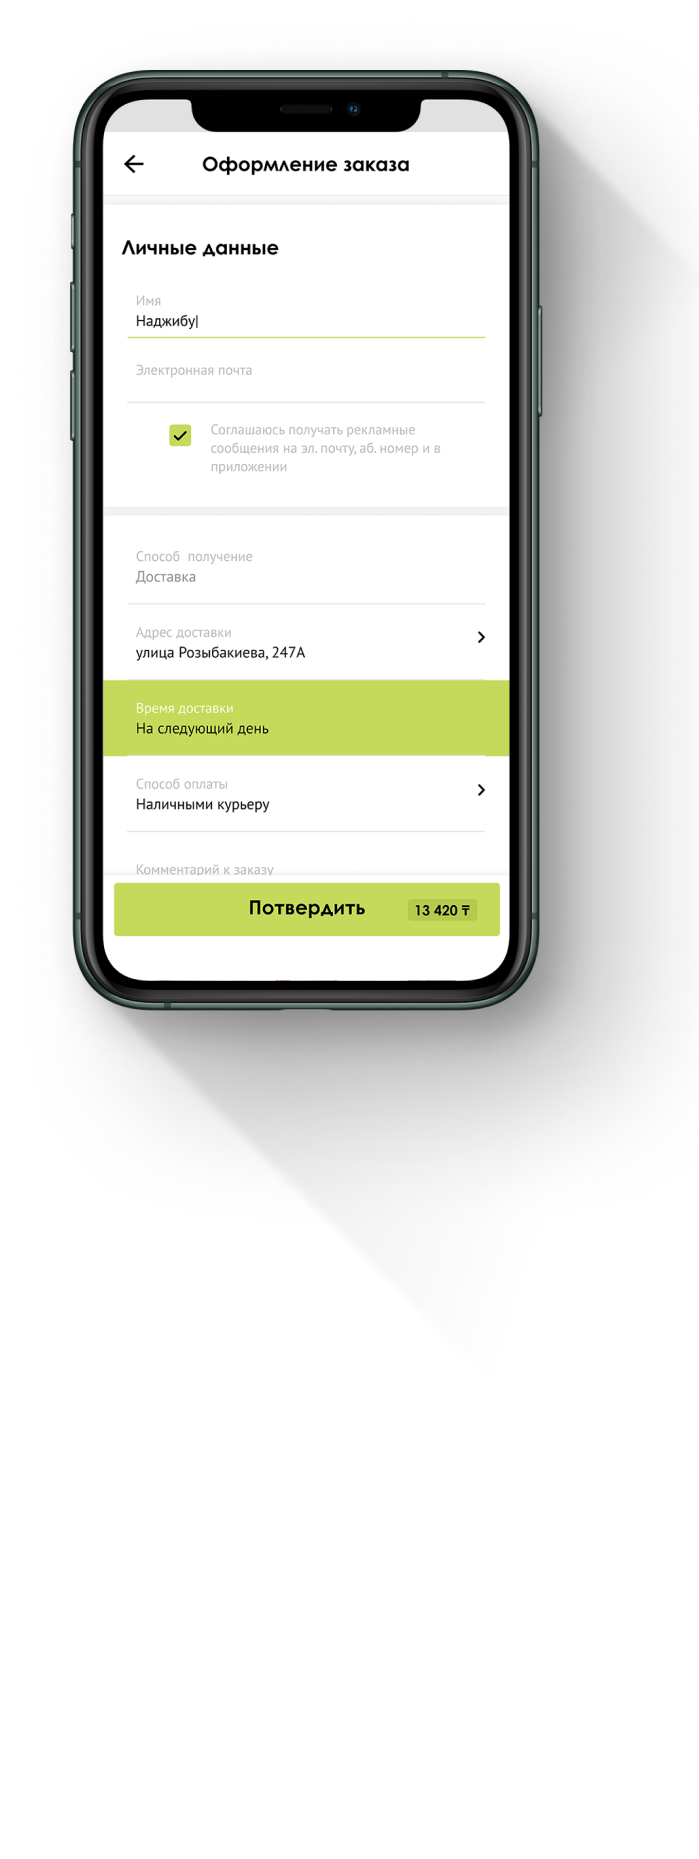 Оформление заказа
Личные данные
Имя
Наджибу|
Электронная почта
Соглашаюсь получать рекламные
сообщения на эл. почту, аб. номер и в
приложении
Способ получение
Доставка
Адрес доставки
улица Розыбакиева, 247А
Время доставки
На следующий день
Способ оплаты
Наличными курьеру
Комментарий к заказу
Потвердить 13 420 ₸